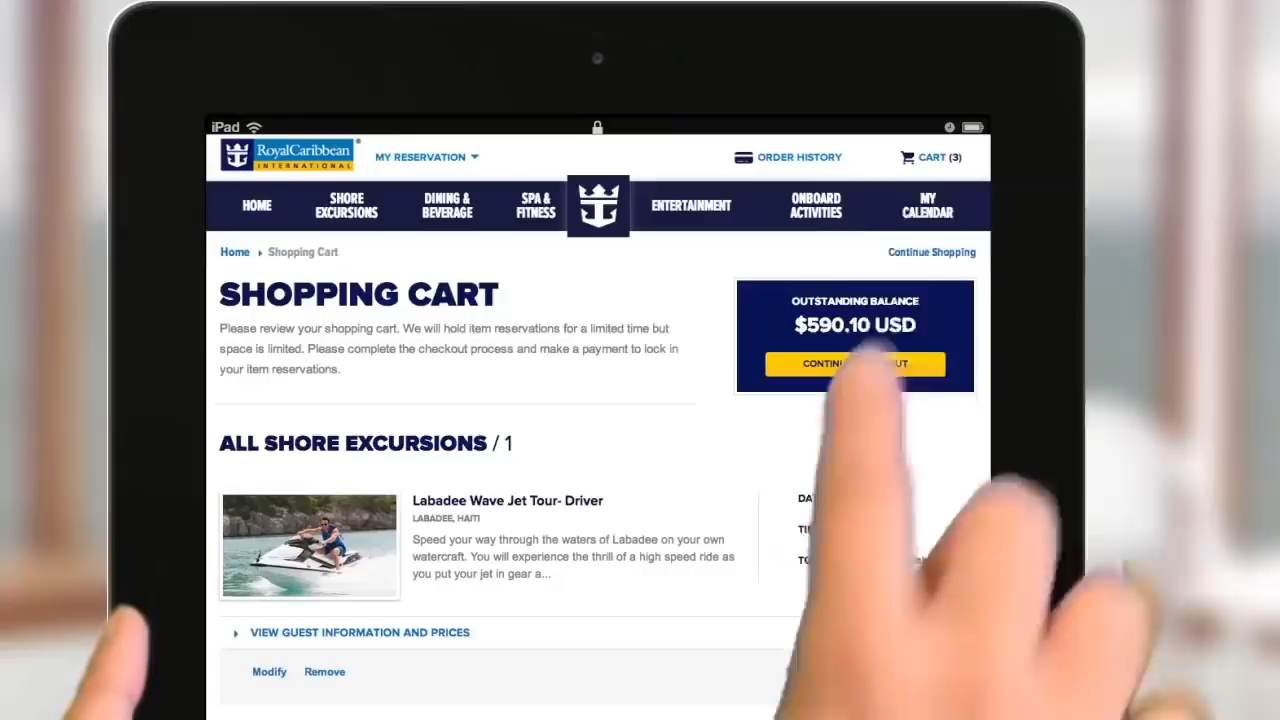 iPad
RoyalCaribbean
INTERNATIONAL
MY RESERVATION
ORDER HISTORY
CART (3)
HOME
SHORE
EXCURSIONS
DINING &
BEVERAGE
SPA &
FITNESS
ENTERTAINMENT
ONBOARD
ACTIVITIES
MY
CALENDAR
Home
Shopping Cart
Continue Shopping
SHOPPING CART
Please review your shopping cart. We will hold item reservations for a limited time but
space is limited. Please complete the checkout process and make a payment to lock in
your item reservations.
OUTSTANDING BALANCE
$590.10 USD
ALL SHORE EXCURSIONS / 1
Labadee Wave Jet Tour- Driver
LABADEE, HAITI
Speed your way through the waters of Labadee on your own
watercraft. You will experience the thrill of a high speed ride as
you put your jet in gear a...
VIEW GUEST INFORMATION AND PRICES
Modify
Remove